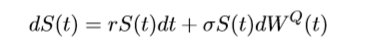 dS(t) = rS(t)dt + σS(t)dW^Q(t)